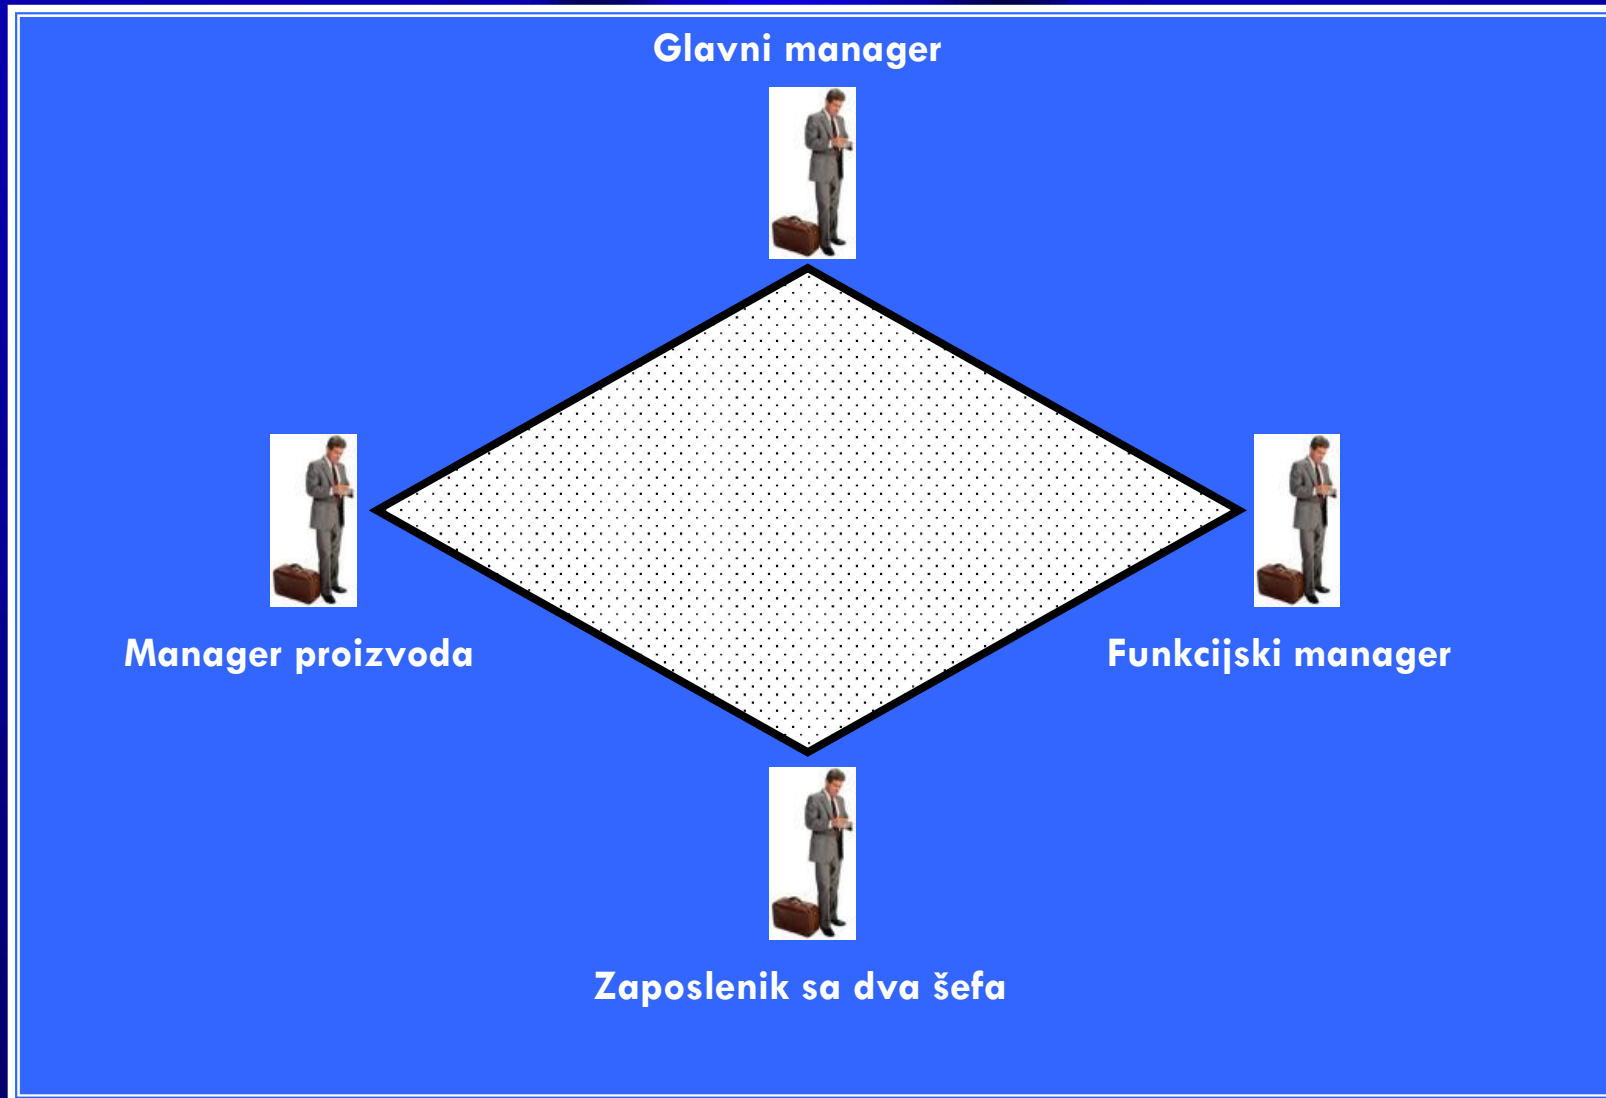 Glavni manager
Manager proizvoda
Funkcijski manager
Zaposlenik sa dva šefa